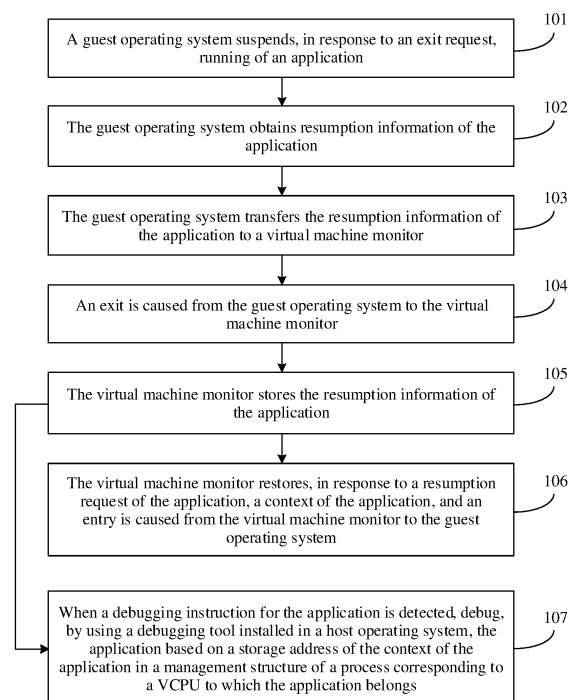 101
A guest operating system suspends, in response to an exit request,
running of an application
102
The guest operating system obtains resumption information of the
application
103
The guest operating system transfers the resumption information of
the application to a virtual machine monitor
104
An exit is caused from the guest operating system to the virtual
machine monitor
105
The virtual machine monitor stores the resumption information of
the application
106
The virtual machine monitor restores, in response to a resumption
request of the application, a context of the application, and an
entry is caused from the virtual machine monitor to the guest
operating system
107
When a debugging instruction for the application is detected, debug,
by using a debugging tool installed in a host operating system, the
application based on a storage address of the context of the
application in a management structure of a process corresponding to
a VCPU to which the application belongs